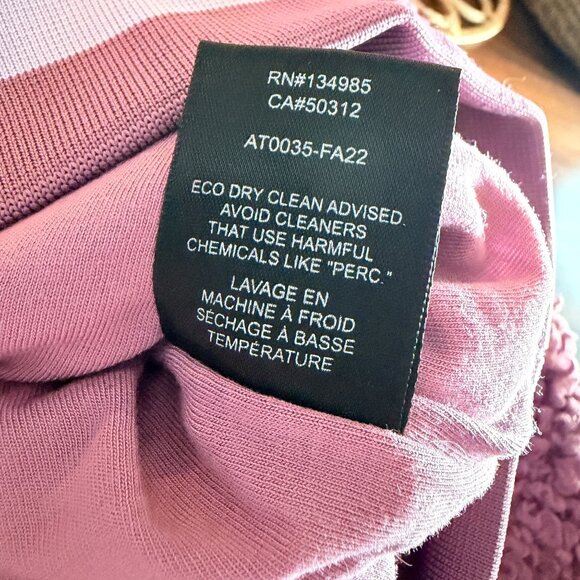 RN#134985
CA#50312
AT0035-FA22
ECO DRY CLEAN ADVISED.
AVOID CLEANERS
THAT USE HARMFUL
CHEMICALS LIKE "PERC."
LAVAGE EN
MACHINE À FROID
SÉCHAGE À BASSE
TEMPÉRATURE